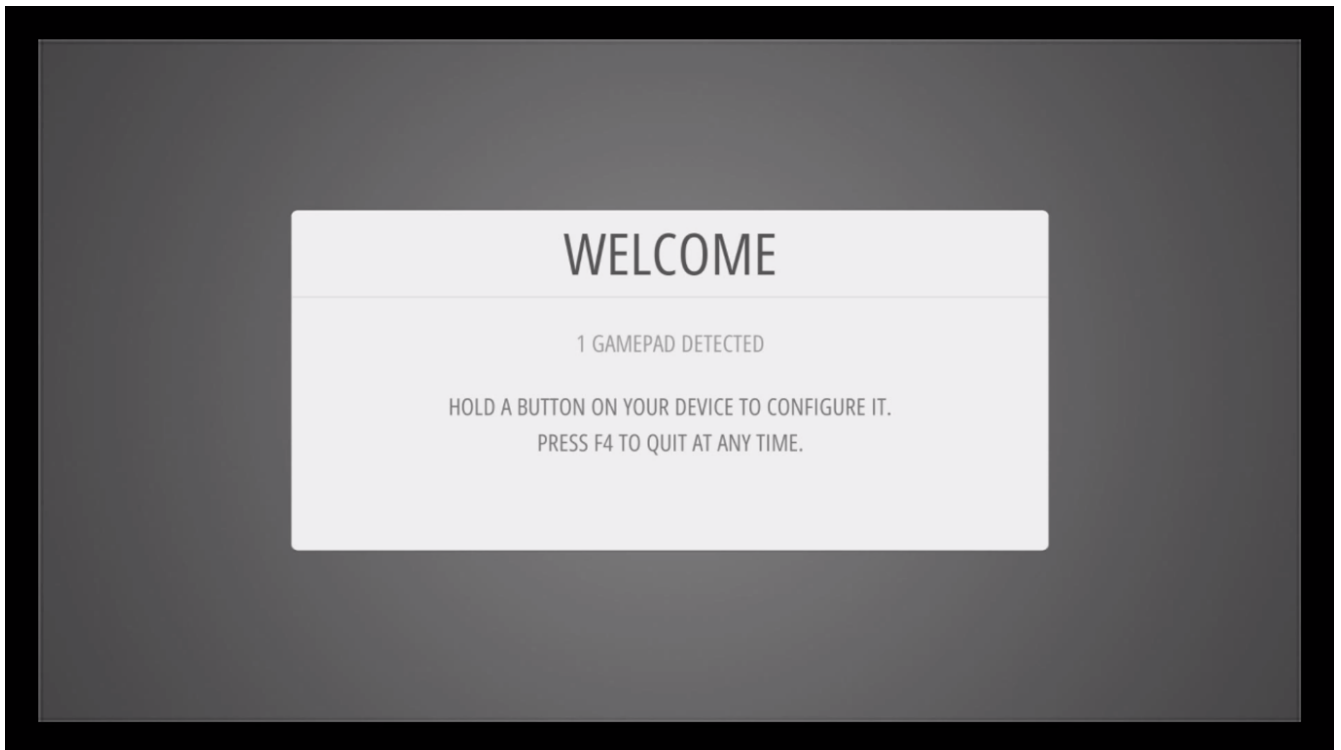 WELCOME
1 GAMEPAD DETECTED
HOLD A BUTTON ON YOUR DEVICE TO CONFIGURE IT.
PRESS F4 TO QUIT AT ANY TIME.